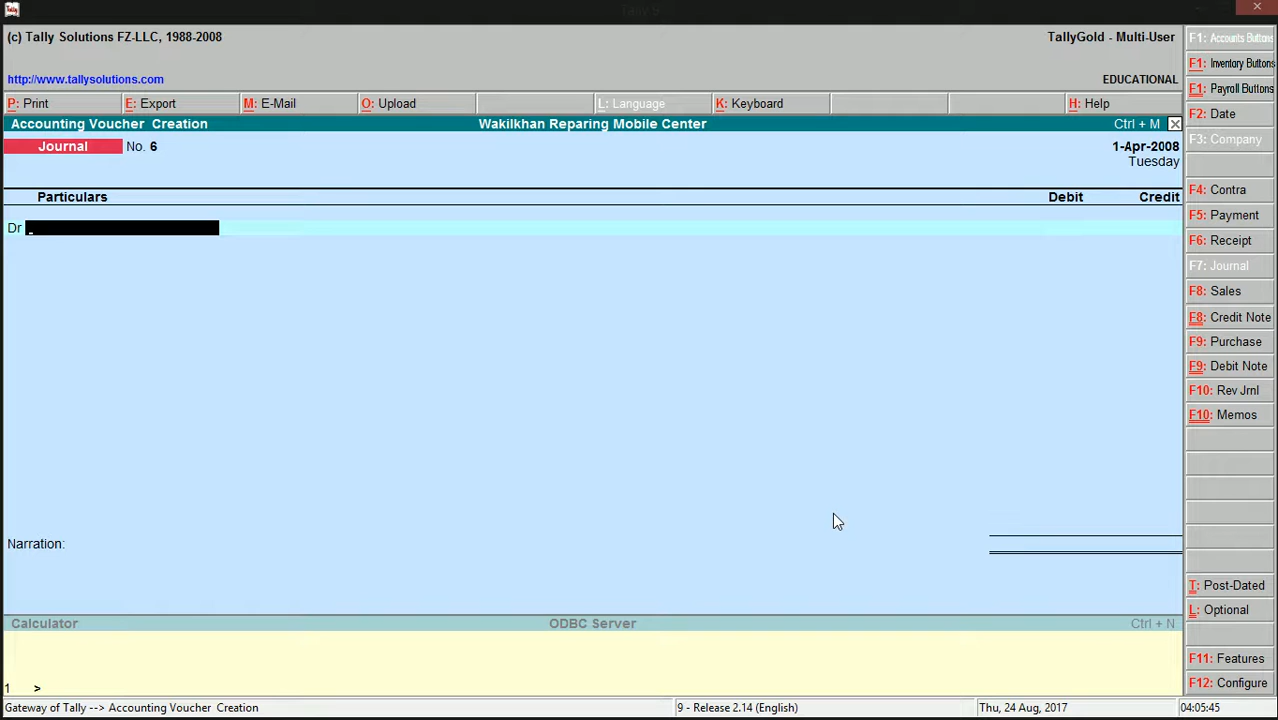 (c) Tally Solutions FZ-LLC, 1988-2008
TallyGold - Multi-User
http://www.tallysolutions.com
EDUCATIONAL
P: Print
E: Export
M: E-Mail
O: Upload
L: Language
K: Keyboard
H: Help
Accounting Voucher Creation
Wakilkhan Reparing Mobile Center
Ctrl + M
Journal No. 6
1-Apr-2008
Tuesday
Particulars
Debit
Credit
Dr
Narration:
Calculator
ODBC Server
Ctrl + N
1 >
F1: Accounts Buttons
F1: Inventory Buttons
F1: Payroll Buttons
F2: Date
F3: Company
F4: Contra
F5: Payment
F6: Receipt
F7: Journal
F8: Sales
F8: Credit Note
F9: Purchase
F9: Debit Note
F10: Rev Jrnl
F10: Memos
T: Post-Dated
L: Optional
F11: Features
F12: Configure
Gateway of Tally --> Accounting Voucher Creation
9 - Release 2.14 (English)
Thu, 24 Aug, 2017
04:05:45